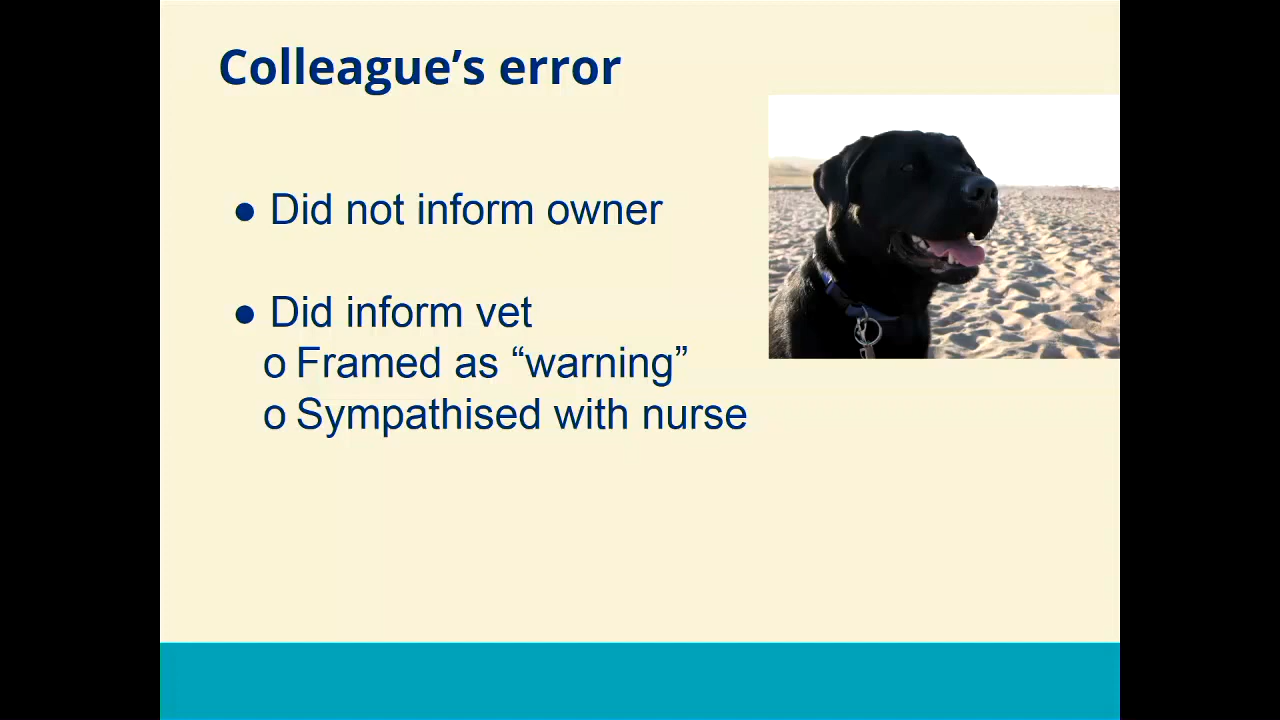 Colleague’s error
● Did not inform owner
● Did inform vet
o Framed as “warning”
o Sympathised with nurse